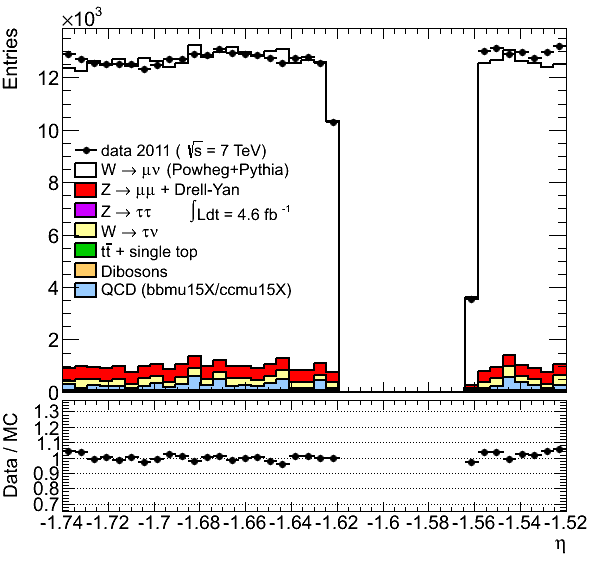 ×10³
Entries
12
10
8
6
4
2
0
data 2011 ( √s = 7 TeV)
W → μν (Powheg+Pythia)
Z → μμ + Drell-Yan
Z → ττ ∫Ldt = 4.6 fb⁻¹
W → τν
tt̄ + single top
Dibosons
QCD (bbmu15X/ccmu15X)
Data / MC
1.3
1.2
1.1
1
0.9
0.8
0.7
-1.74 -1.72 -1.7 -1.68 -1.66 -1.64 -1.62 -1.6 -1.58 -1.56 -1.54 -1.52
η